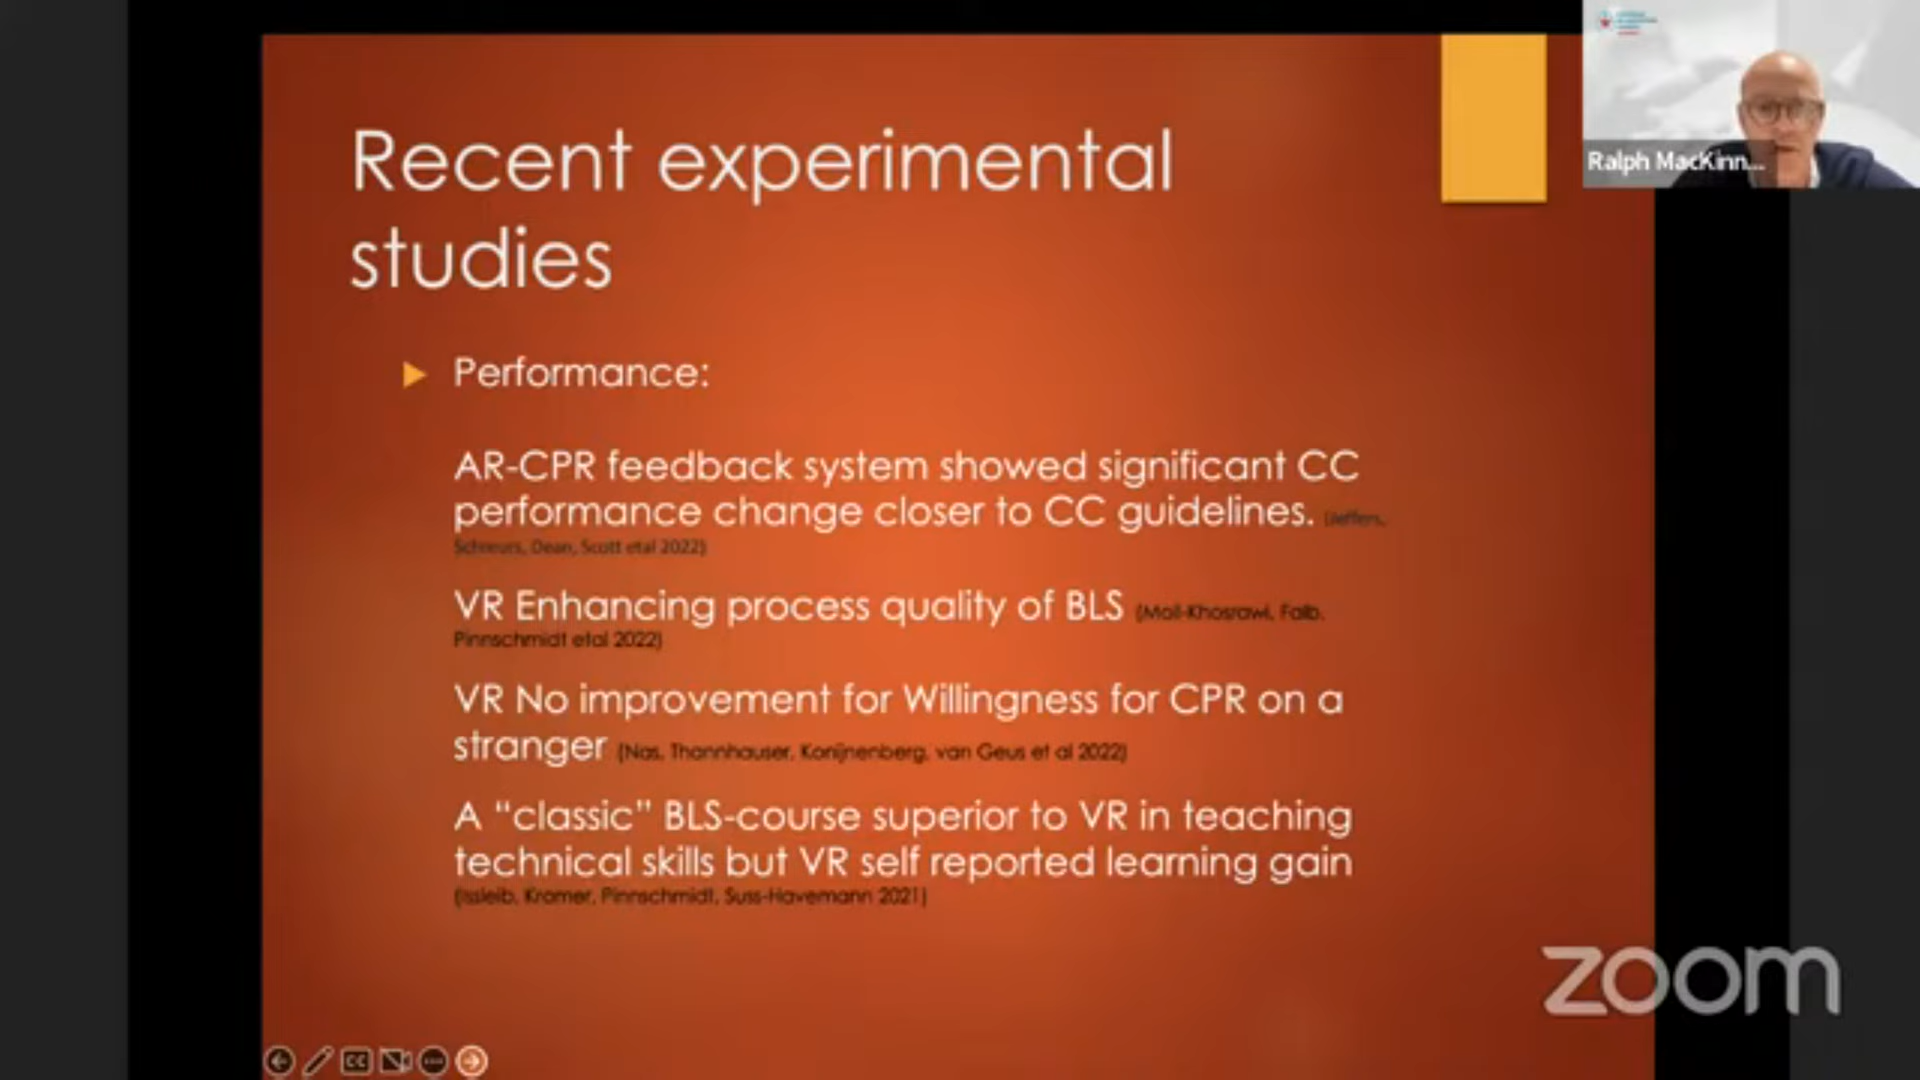 Recent experimental
studies
Ralph MacKinn...
Performance:
AR-CPR feedback system showed significant CC
performance change closer to CC guidelines. (Jeffers,
Schreurs, Dean, Scott etal 2022)
VR Enhancing process quality of BLS (Moll-Khosrawi, Falb,
Pinnschmidt etal 2022)
VR No improvement for Willingness for CPR on a
stranger (Nas, Thannhauser, Konijnenberg, van Geus et al 2022)
A “classic” BLS-course superior to VR in teaching
technical skills but VR self reported learning gain
(Issleib, Kromer, Pinnschmidt, Suss-Havemann 2021)
zoom
CC